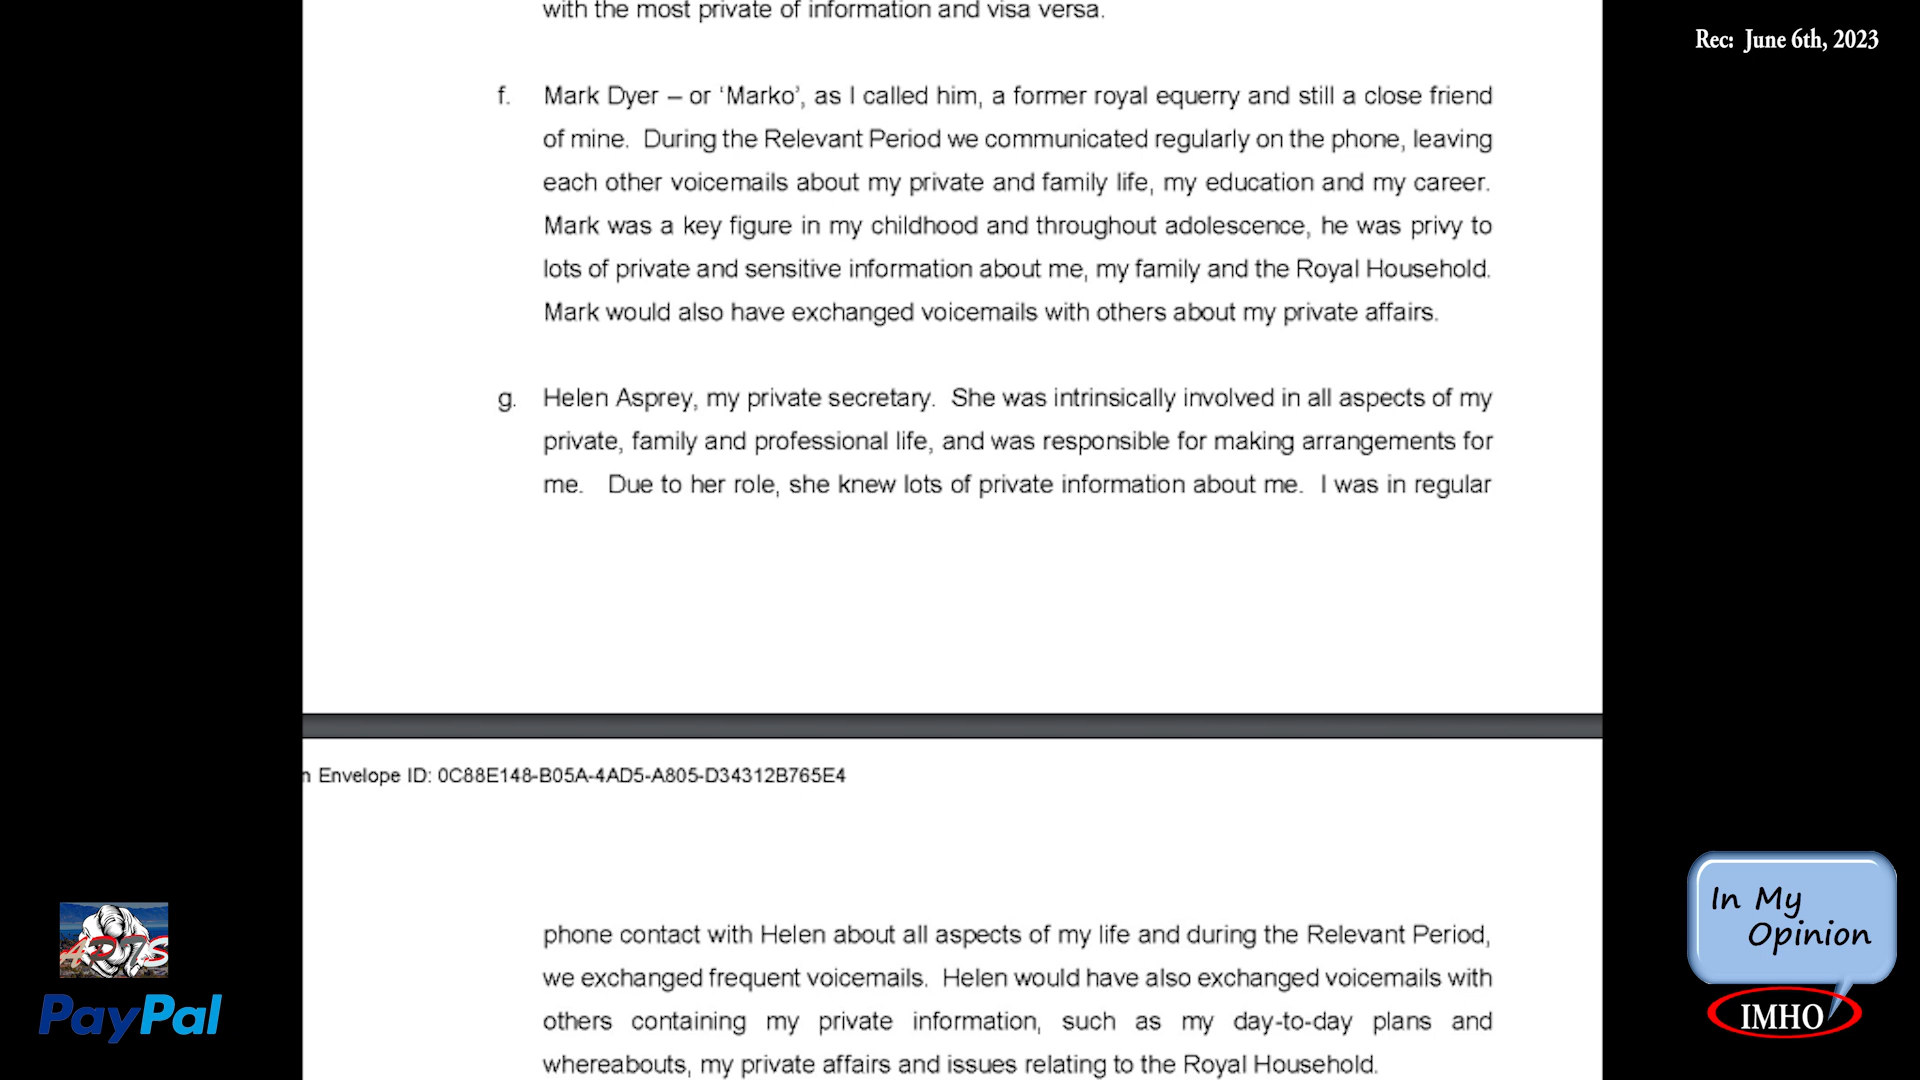 with the most private of information and visa versa.
Rec: June 6th, 2023
f. Mark Dyer – or ‘Marko’, as I called him, a former royal equerry and still a close friend
of mine. During the Relevant Period we communicated regularly on the phone, leaving
each other voicemails about my private and family life, my education and my career.
Mark was a key figure in my childhood and throughout adolescence, he was privy to
lots of private and sensitive information about me, my family and the Royal Household.
Mark would also have exchanged voicemails with others about my private affairs.
g. Helen Asprey, my private secretary. She was intrinsically involved in all aspects of my
private, family and professional life, and was responsible for making arrangements for
me. Due to her role, she knew lots of private information about me. I was in regular
n Envelope ID: 0C88E148-B05A-4AD5-A805-D34312B765E4
phone contact with Helen about all aspects of my life and during the Relevant Period,
we exchanged frequent voicemails. Helen would have also exchanged voicemails with
others containing my private information, such as my day-to-day plans and
whereabouts, my private affairs and issues relating to the Royal Household.
PayPal
In My
Opinion
IMHO